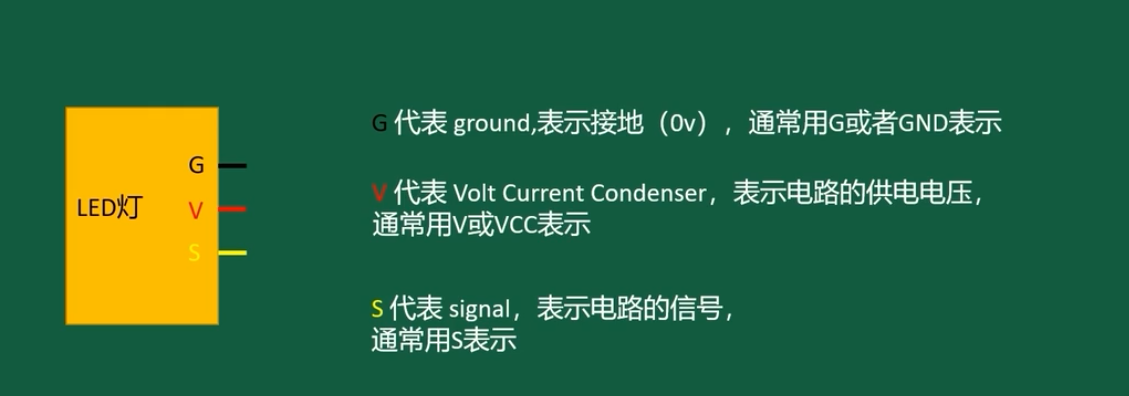 G 代表 ground,表示接地（0v），通常用G或者GND表示
G
V 代表 Volt Current Condenser，表示电路的供电电压，
LED灯
V
通常用V或VCC表示
S
S 代表 signal，表示电路的信号，
通常用S表示